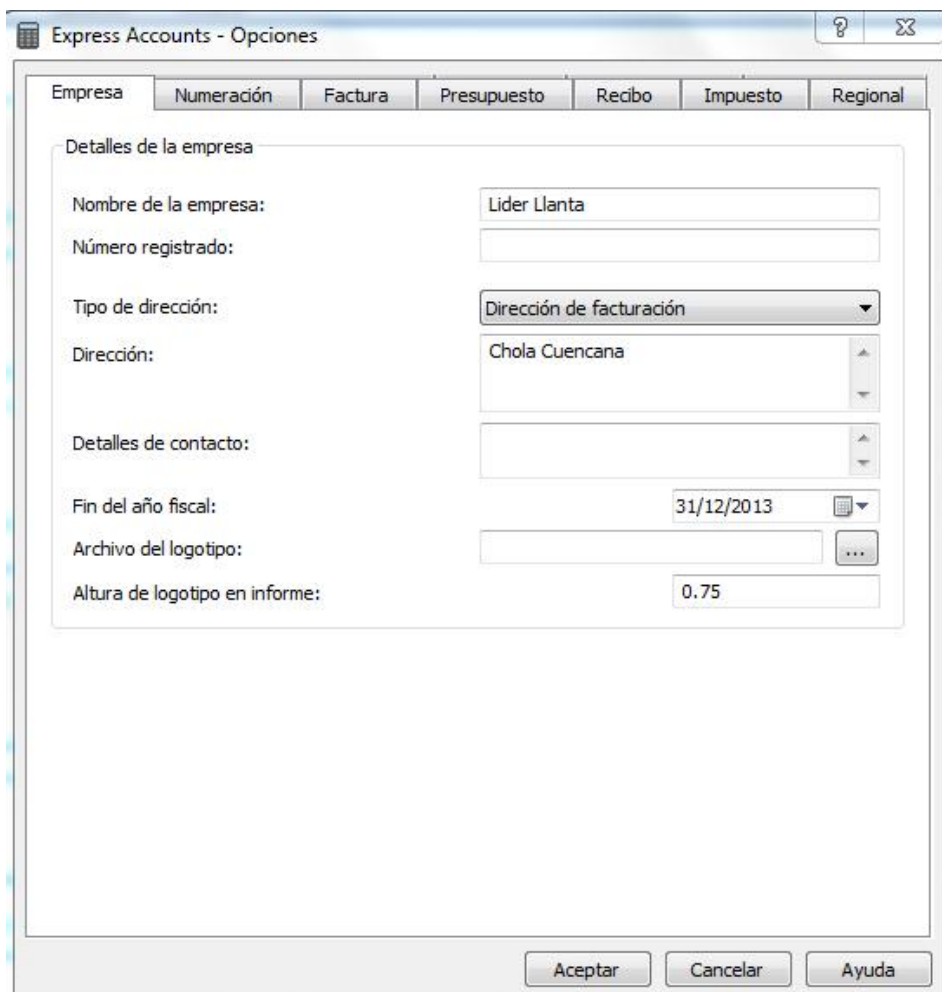 Express Accounts - Opciones
Empresa Numeración Factura Presupuesto Recibo Impuesto Regional
Detalles de la empresa
Nombre de la empresa: Lider Llanta
Número registrado:
Tipo de dirección: Dirección de facturación
Dirección: Chola Cuencana
Detalles de contacto:
Fin del año fiscal: 31/12/2013
Archivo del logotipo: ...
Altura de logotipo en informe: 0.75
Aceptar Cancelar Ayuda